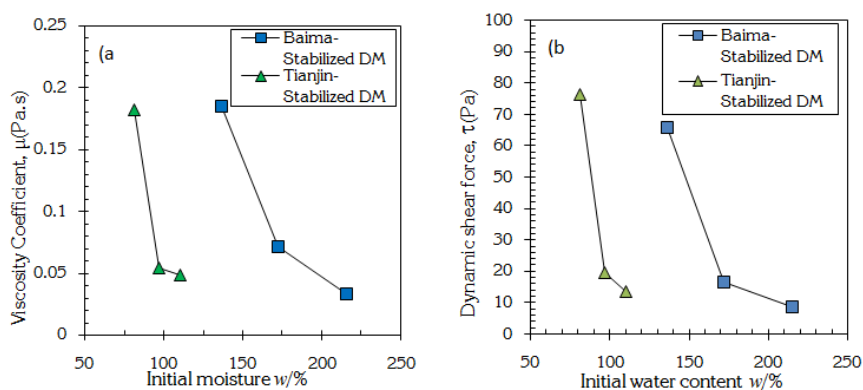 (a
Baima-
Stabilized DM
Tianjin-
Stabilized DM
Viscosity Coefficient, μ(Pa.s)
0.25
0.2
0.15
0.1
0.05
0
50
100
150
200
250
Initial moisture w/%
(b
Baima-
Stabilized DM
Tianjin-
Stabilized DM
Dynamic shear force, τ(Pa)
100
90
80
70
60
50
40
30
20
10
0
50
100
150
200
250
Initial water content w/%